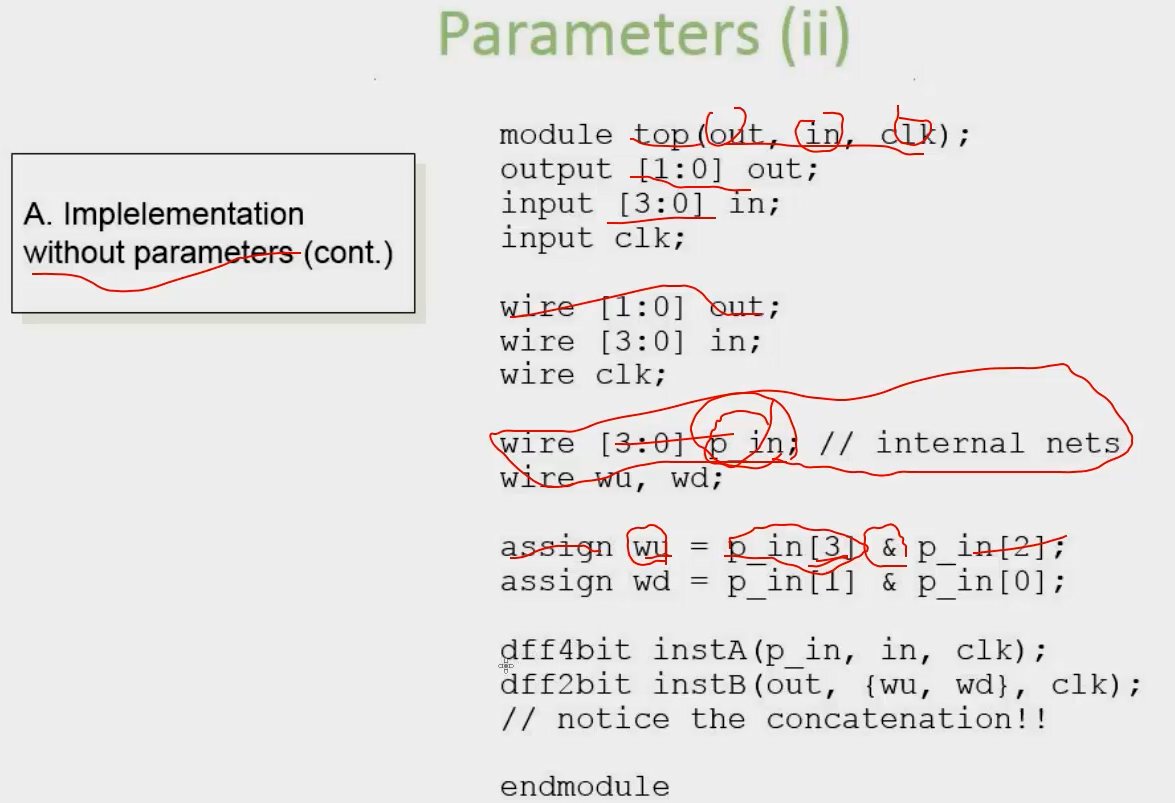 Parameters (ii)
A. Implelementation
without parameters (cont.)
module top(out, in, clk);
output [1:0] out;
input [3:0] in;
input clk;
wire [1:0] out;
wire [3:0] in;
wire clk;
wire [3:0] p_in; // internal nets
wire wu, wd;
assign wu = p_in[3] & p_in[2];
assign wd = p_in[1] & p_in[0];
dff4bit instA(p_in, in, clk);
dff2bit instB(out, {wu, wd}, clk);
// notice the concatenation!!
endmodule